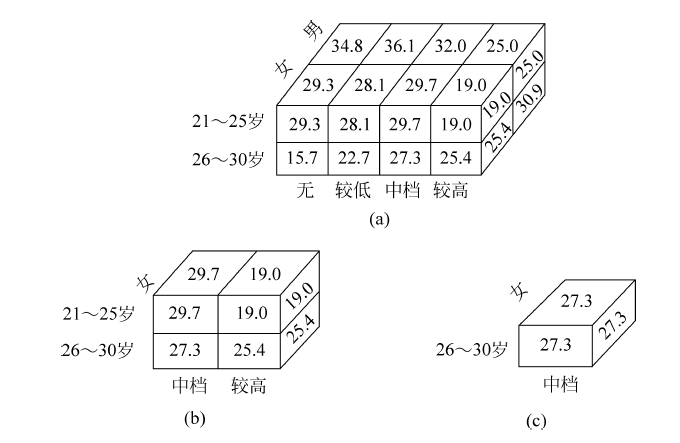 男 34.8 36.1 32.0 25.0 25.0
女 29.3 28.1 29.7 19.0 19.0 30.9
21～25岁 29.3 28.1 29.7 19.0 25.4
26～30岁 15.7 22.7 27.3 25.4
无 较低 中档 较高
(a)
女 29.7 19.0
21～25岁 29.7 19.0 19.0
26～30岁 27.3 25.4 25.4
中档 较高
(b)
女 27.3
26～30岁 27.3 27.3
中档
(c)